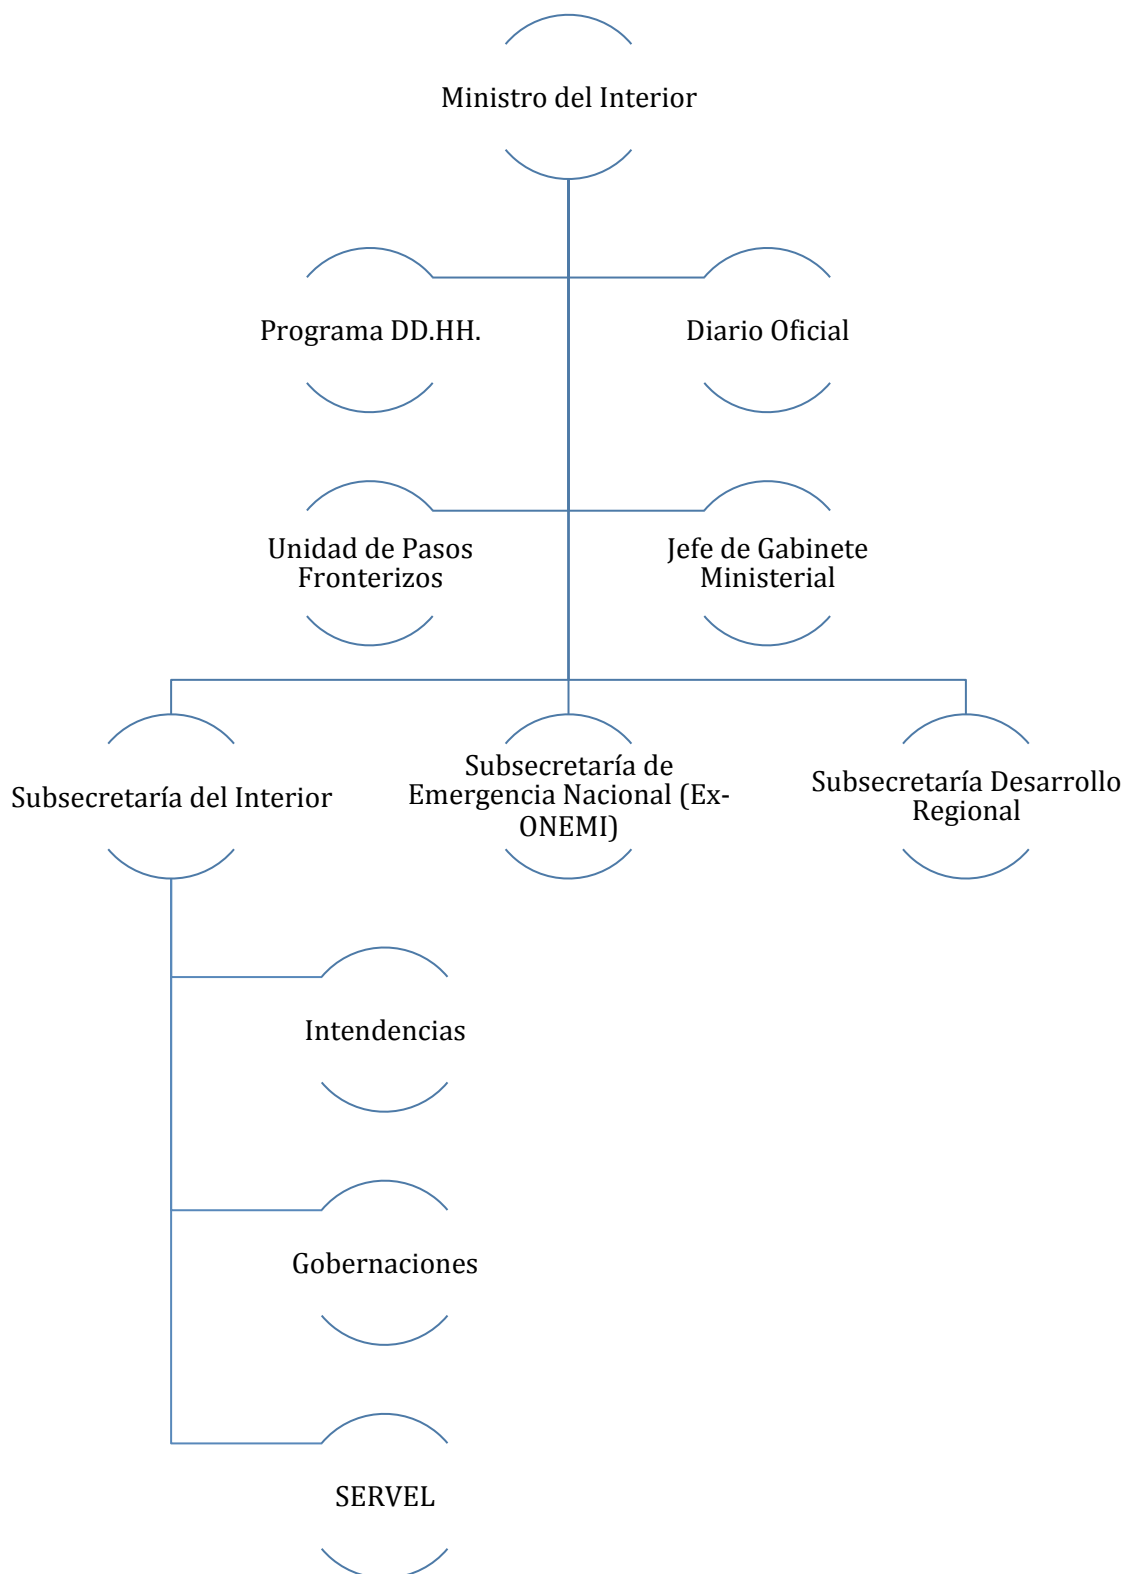 Ministro del Interior
Programa DD.HH.
Diario Oficial
Unidad de Pasos
Fronterizos
Jefe de Gabinete
Ministerial
Subsecretaría del Interior
Subsecretaría de
Emergencia Nacional (Ex-
ONEMI)
Subsecretaría Desarrollo
Regional
Intendencias
Gobernaciones
SERVEL